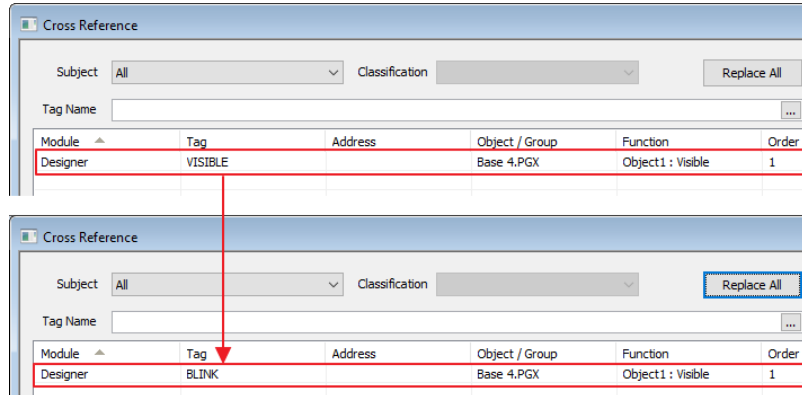 Cross Reference
Subject All Classification Replace All
Tag Name ...
Module Tag Address Object / Group Function Order
Designer VISIBLE Base 4.PGX Object1 : Visible 1
Cross Reference
Subject All Classification Replace All
Tag Name ...
Module Tag Address Object / Group Function Order
Designer BLINK Base 4.PGX Object1 : Visible 1